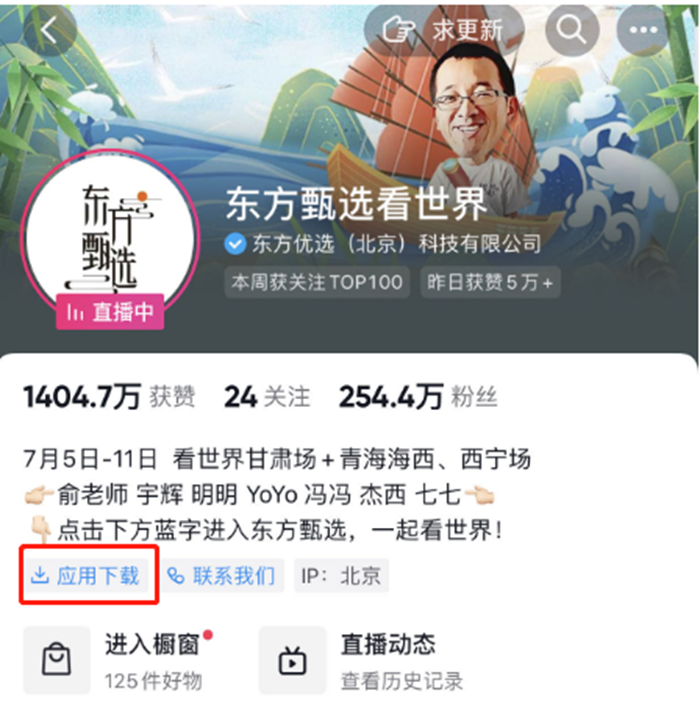 求更新
东方甄选
直播中
东方甄选看世界
东方优选（北京）科技有限公司
本周获关注TOP100 昨日获赞5万+
1404.7万 获赞 24 关注 254.4万 粉丝
7月5日-11日 看世界甘肃场+青海海西、西宁场
👉🏻俞老师 宇辉 明明 YoYo 冯冯 杰西 七七👈🏻
👇🏻点击下方蓝字进入东方甄选，一起看世界！
应用下载 联系我们 IP：北京
进入橱窗 直播动态
125件好物 查看历史记录